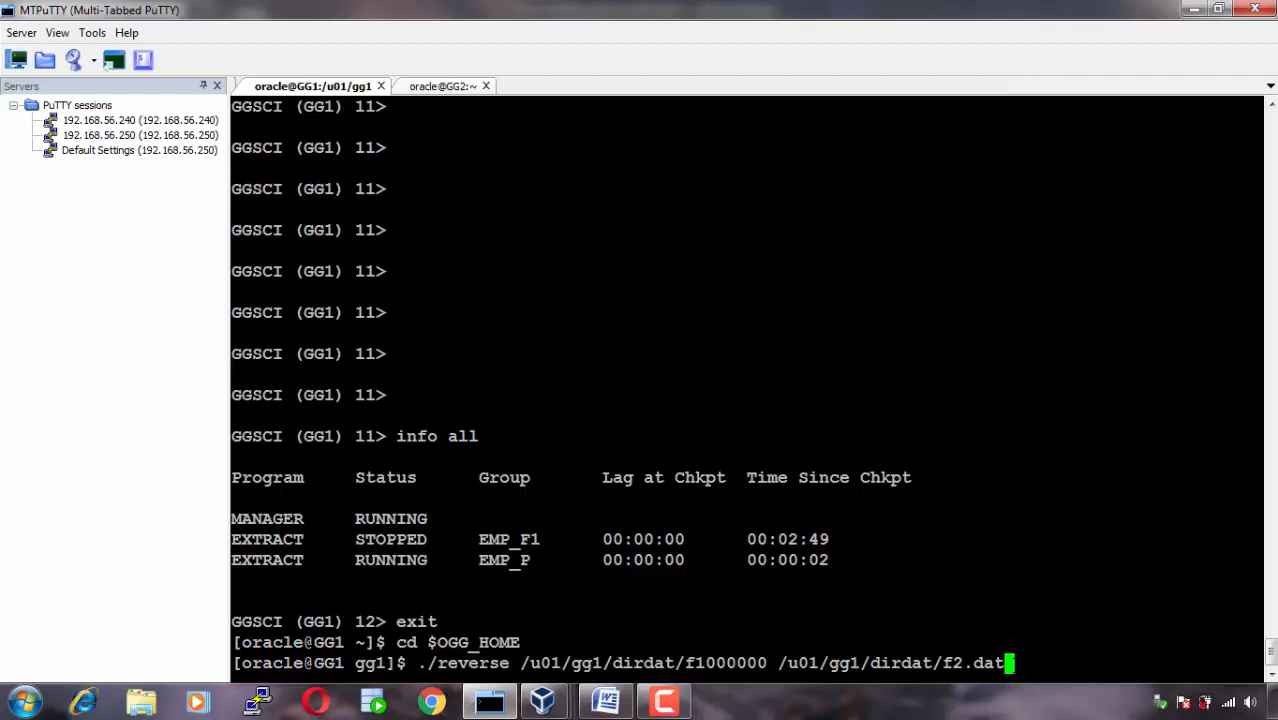 MTPuTTY (Multi-Tabbed PuTTY)
Server View Tools Help
Servers
oracle@GG1:/u01/gg1
oracle@GG2:~
PuTTY sessions
192.168.56.240 (192.168.56.240)
192.168.56.250 (192.168.56.250)
Default Settings (192.168.56.250)
GGSCI (GG1) 11>
GGSCI (GG1) 11>
GGSCI (GG1) 11>
GGSCI (GG1) 11>
GGSCI (GG1) 11>
GGSCI (GG1) 11>
GGSCI (GG1) 11>
GGSCI (GG1) 11>
GGSCI (GG1) 11> info all
Program Status Group Lag at Chkpt Time Since Chkpt
MANAGER RUNNING
EXTRACT STOPPED EMP_F1 00:00:00 00:02:49
EXTRACT RUNNING EMP_P 00:00:00 00:00:02
GGSCI (GG1) 12> exit
[oracle@GG1 ~]$ cd $OGG_HOME
[oracle@GG1 gg1]$ ./reverse /u01/gg1/dirdat/f1000000 /u01/gg1/dirdat/f2.dat